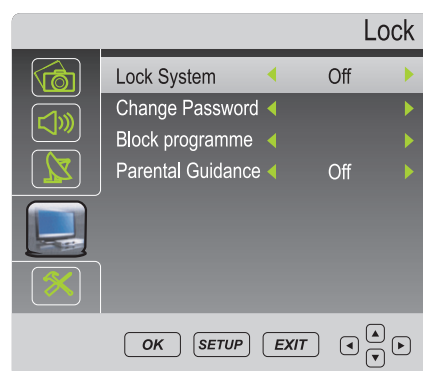 Lock
Lock System Off
Change Password
Block programme
Parental Guidance Off
OK SETUP EXIT